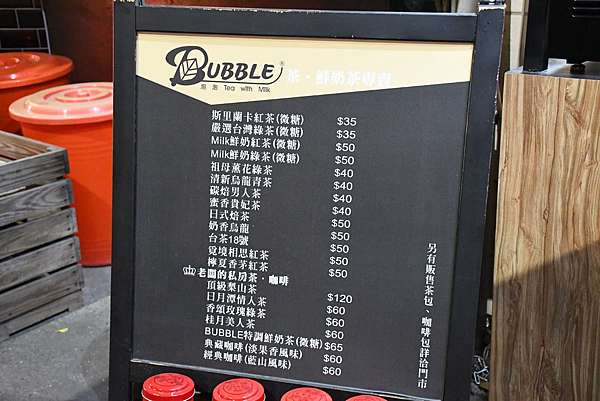 BUBBLE®
泡泡 Tea with Milk
茶·鮮奶茶專賣
斯里蘭卡紅茶(微糖) $35
嚴選台灣綠茶(微糖) $35
Milk鮮奶紅茶(微糖) $50
Milk鮮奶綠茶(微糖) $50
祖母薰花綠茶 $40
清新烏龍青茶 $40
碳焙男人茶 $40
蜜香貴妃茶 $40
日式焙茶 $50
奶香烏龍 $50
台茶18號 $50
霓境相思紅茶 $50
檸夏香茅紅茶 $50
老闆的私房茶·咖啡
頂級梨山茶 $120
日月潭情人茶 $60
香頌玫瑰綠茶 $60
桂月美人茶 $60
BUBBLE特調鮮奶茶(微糖) $65
典藏咖啡(淡果香風味) $60
經典咖啡(藍山風味) $60
另有販售茶包、咖啡包詳洽門市